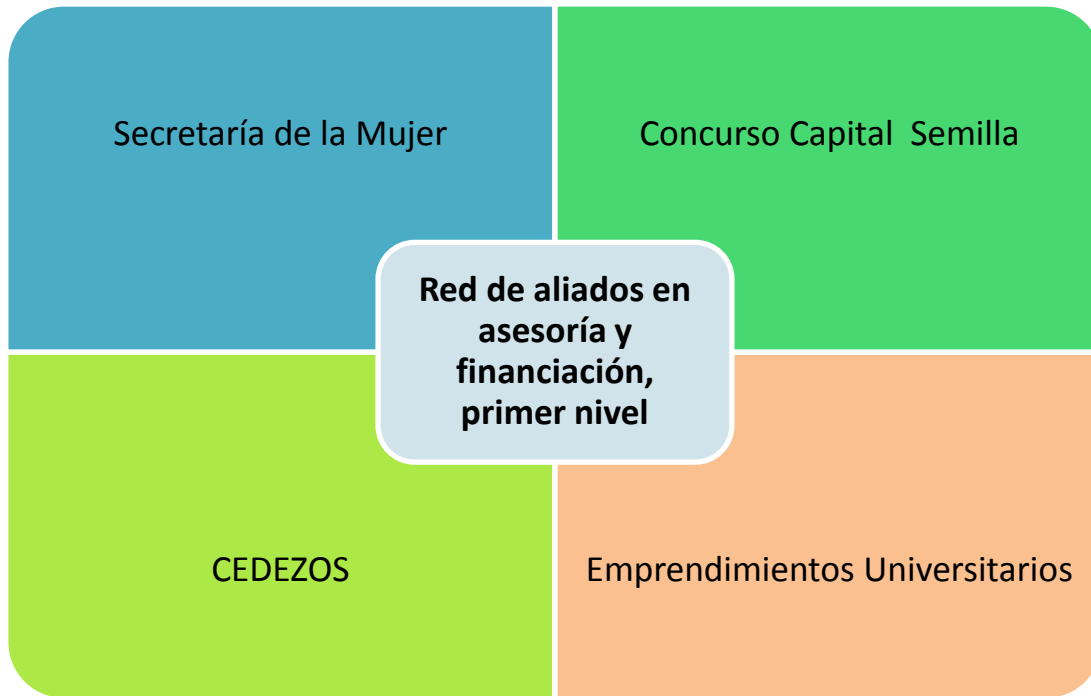 Secretaría de la Mujer
Concurso Capital  Semilla
Red de aliados en
asesoría y
financiación,
primer nivel
CEDEZOS
Emprendimientos Universitarios